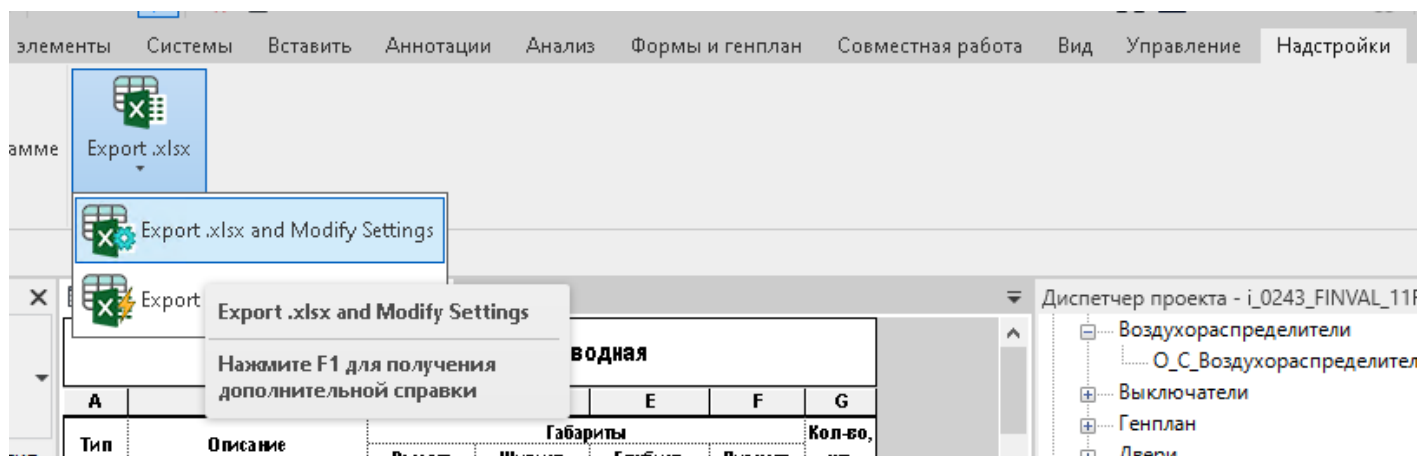 элементы Системы Вставить Аннотации Анализ Формы и генплан Совместная работа Вид Управление Надстройки
амме Export .xlsx
Export .xlsx and Modify Settings
Export
Export .xlsx and Modify Settings
Нажмите F1 для получения
дополнительной справки
водная
A E F G
Тип Описание Габариты Кол-во,
Диспетчер проекта - i_0243_FINVAL_11
Воздухораспределители
О_С_Воздухораспределител
Выключатели
Генплан
Двери